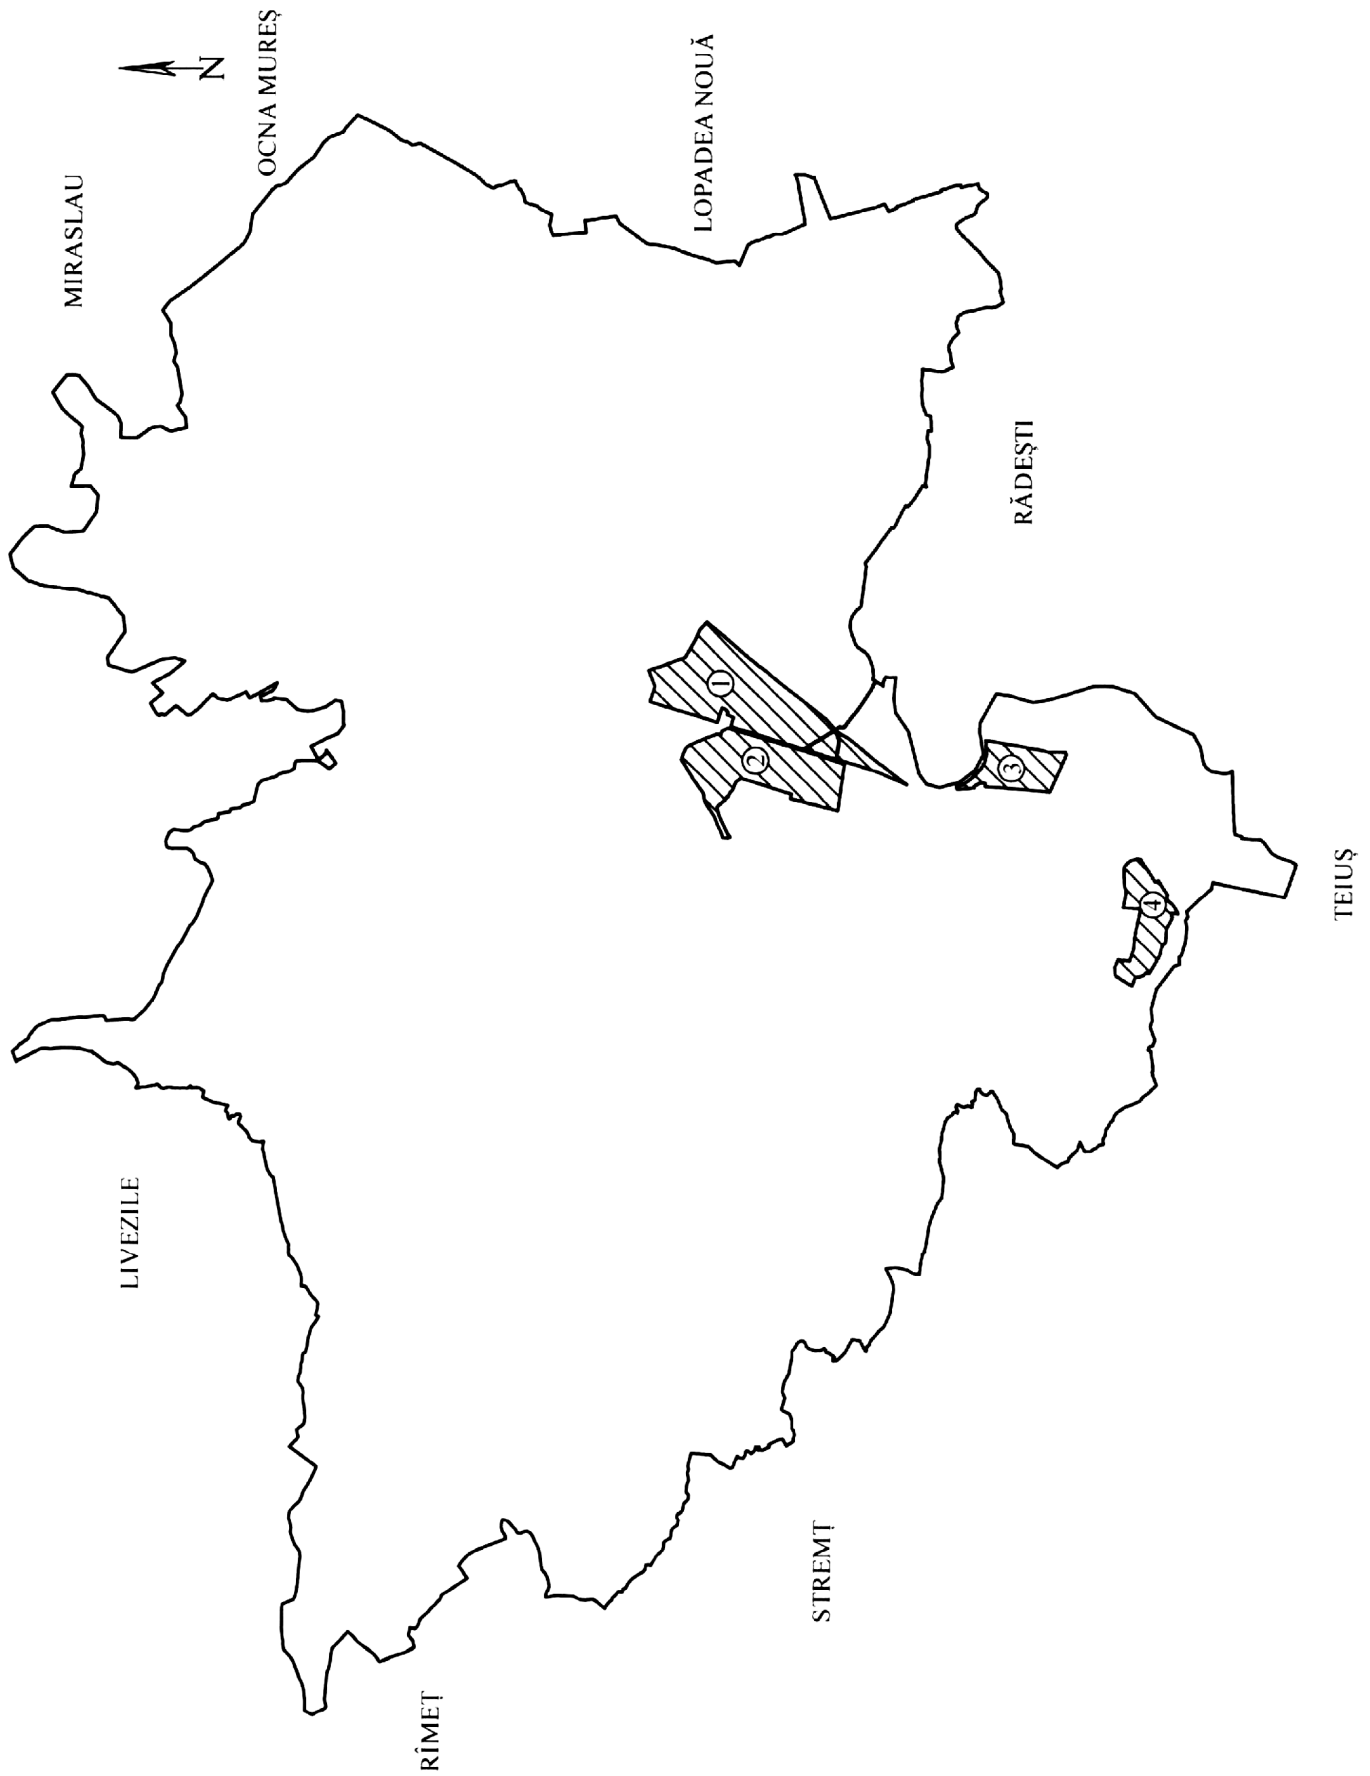 N
OCNA MUREȘ
MIRASLAU
LOPADEA NOUĂ
LIVEZILE
RĂDEȘTI
1
2
3
4
RÎMEȚ
STREMȚ
TEIUȘ